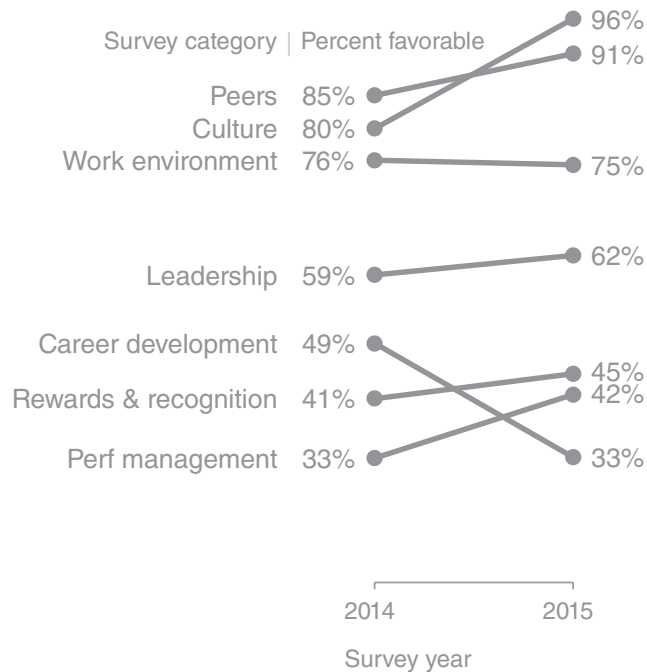 96%
Survey category | Percent favorable
91%
Peers 85%
Culture 80%
Work environment 76%
75%
62%
Leadership 59%
Career development 49%
45%
42%
Rewards & recognition 41%
Perf management 33%
33%
2014 2015
Survey year